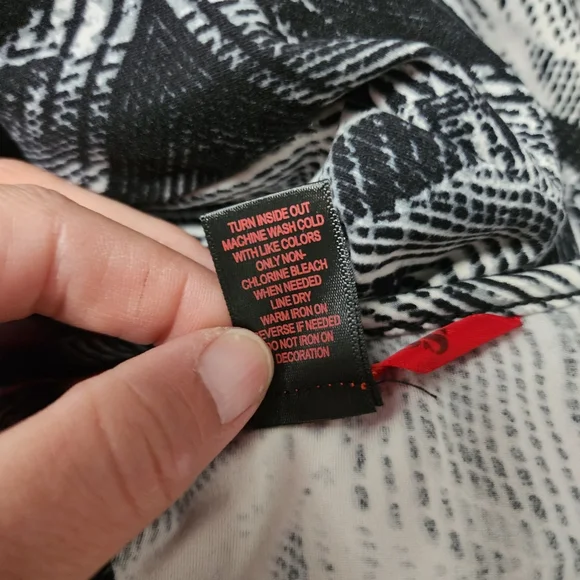 TURN INSIDE OUT
MACHINE WASH COLD
WITH LIKE COLORS
ONLY NON-
CHLORINE BLEACH
WHEN NEEDED
LINE DRY
WARM IRON ON
REVERSE IF NEEDED
DO NOT IRON ON
DECORATION